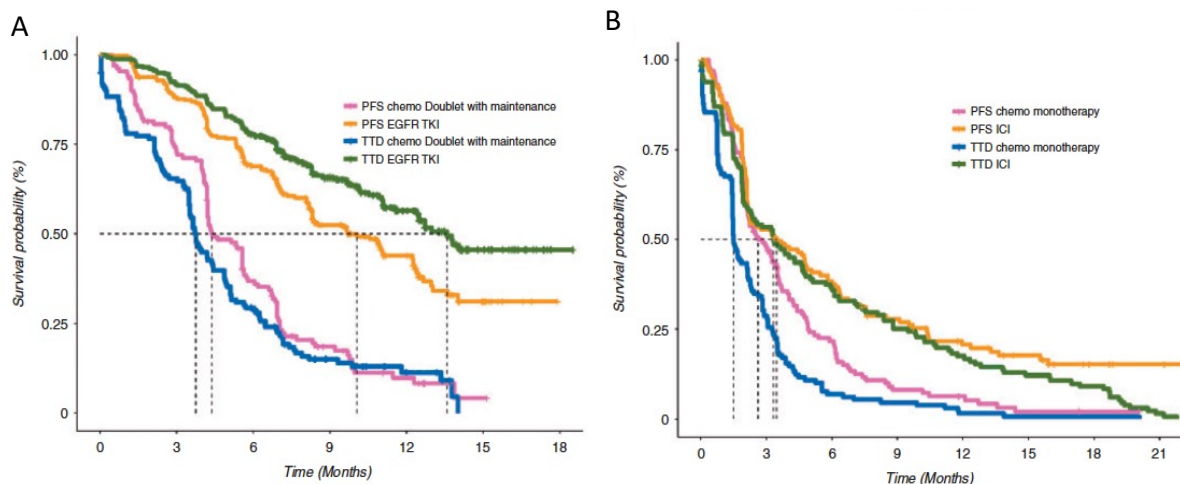 A
1.00
0.75
0.50
0.25
0
Survival probability (%)
PFS chemo Doublet with maintenance
PFS EGFR TKI
TTD chemo Doublet with maintenance
TTD EGFR TKI
0 3 6 9 12 15 18
Time (Months)
B
1.00
0.75
0.50
0.25
0
Survival probability (%)
PFS chemo monotherapy
PFS ICI
TTD chemo monotherapy
TTD ICI
0 3 6 9 12 15 18 21
Time (Months)